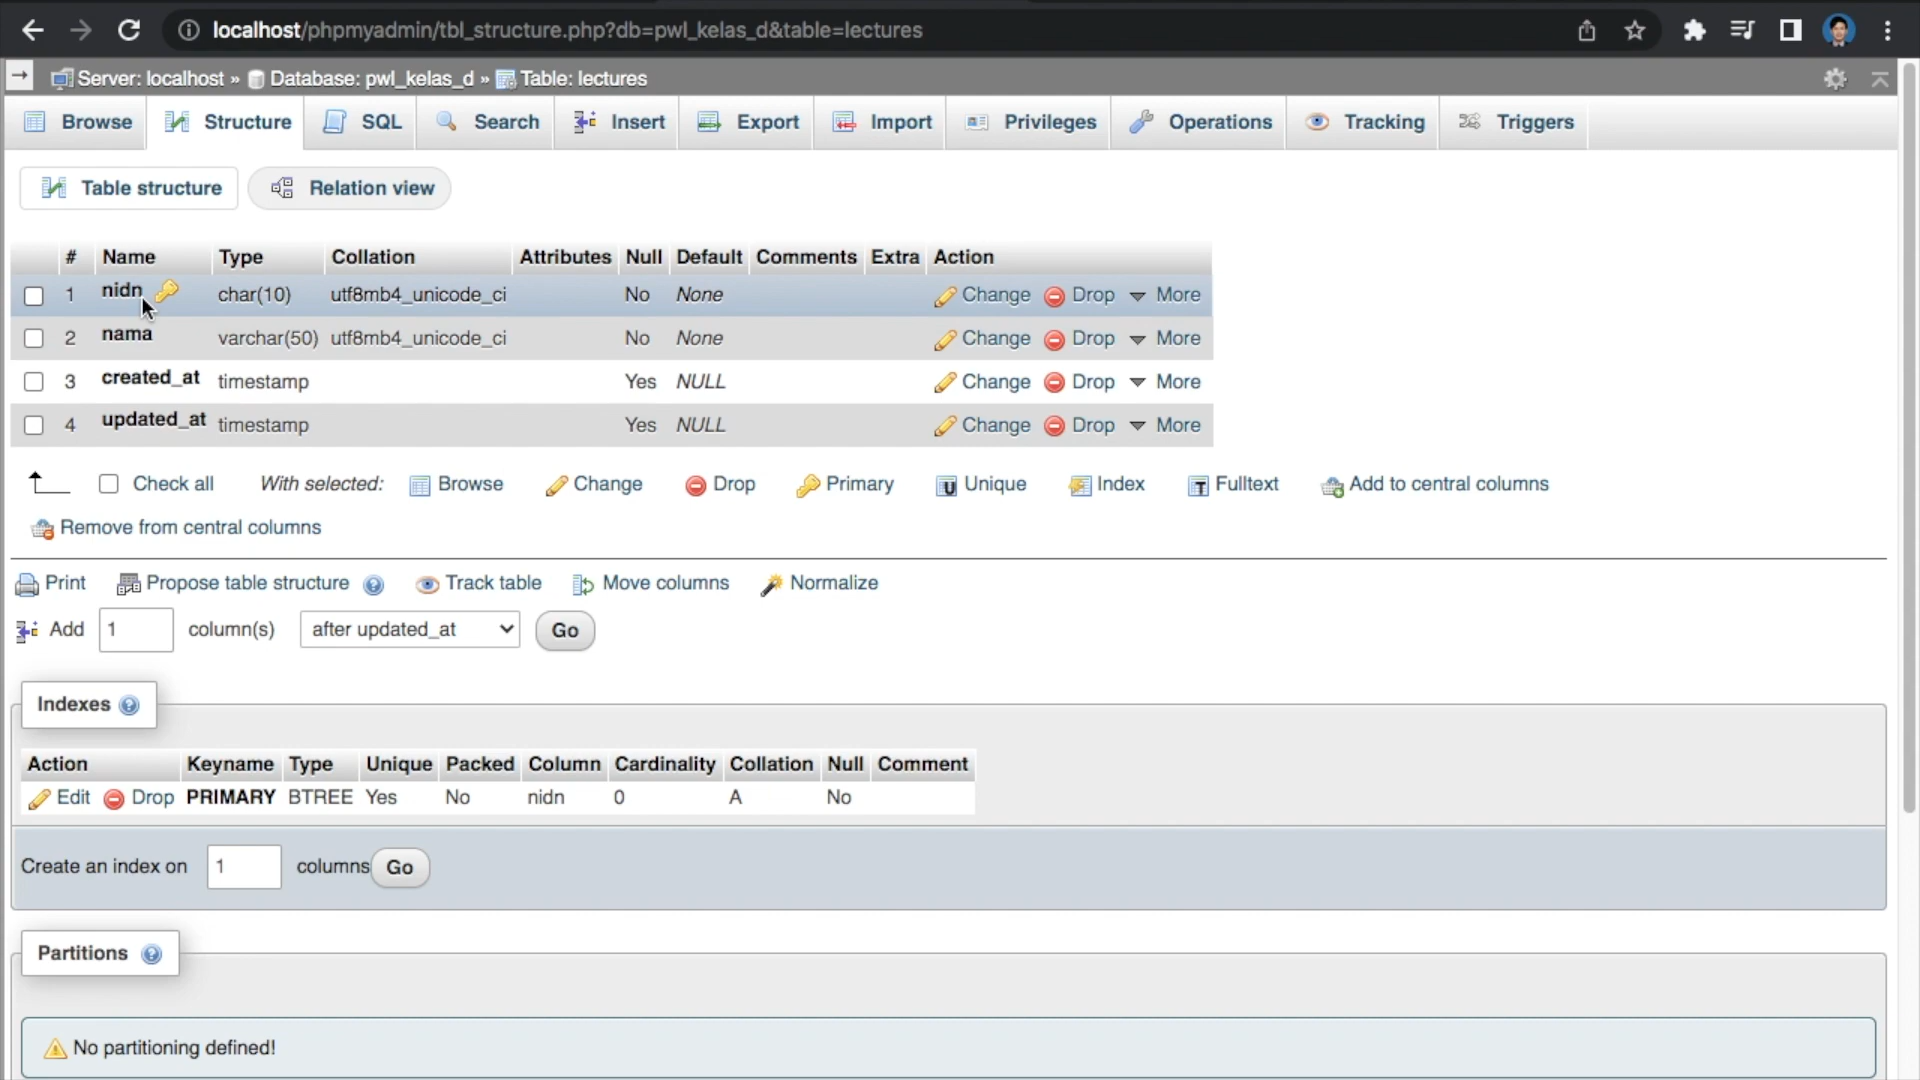 localhost/phpmyadmin/tbl_structure.php?db=pwl_kelas_d&table=lectures
Server: localhost » Database: pwl_kelas_d » Table: lectures
Browse Structure SQL Search Insert Export Import Privileges Operations Tracking Triggers
Table structure Relation view
# Name Type Collation Attributes Null Default Comments Extra Action
1 nidn char(10) utf8mb4_unicode_ci No None Change Drop More
2 nama varchar(50) utf8mb4_unicode_ci No None Change Drop More
3 created_at timestamp Yes NULL Change Drop More
4 updated_at timestamp Yes NULL Change Drop More
Check all With selected: Browse Change Drop Primary Unique Index Fulltext Add to central columns
Remove from central columns
Print Propose table structure Track table Move columns Normalize
Add 1 column(s) after updated_at Go
Indexes
Action Keyname Type Unique Packed Column Cardinality Collation Null Comment
Edit Drop PRIMARY BTREE Yes No nidn 0 A No
Create an index on 1 columns Go
Partitions
No partitioning defined!